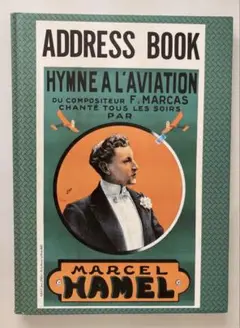 ADDRESS BOOK
HYMNE A L'AVIATION
DU COMPOSITEUR F. MARCAS
CHANTÉ TOUS LES SOIRS
PAR
MARCEL
HAMEL